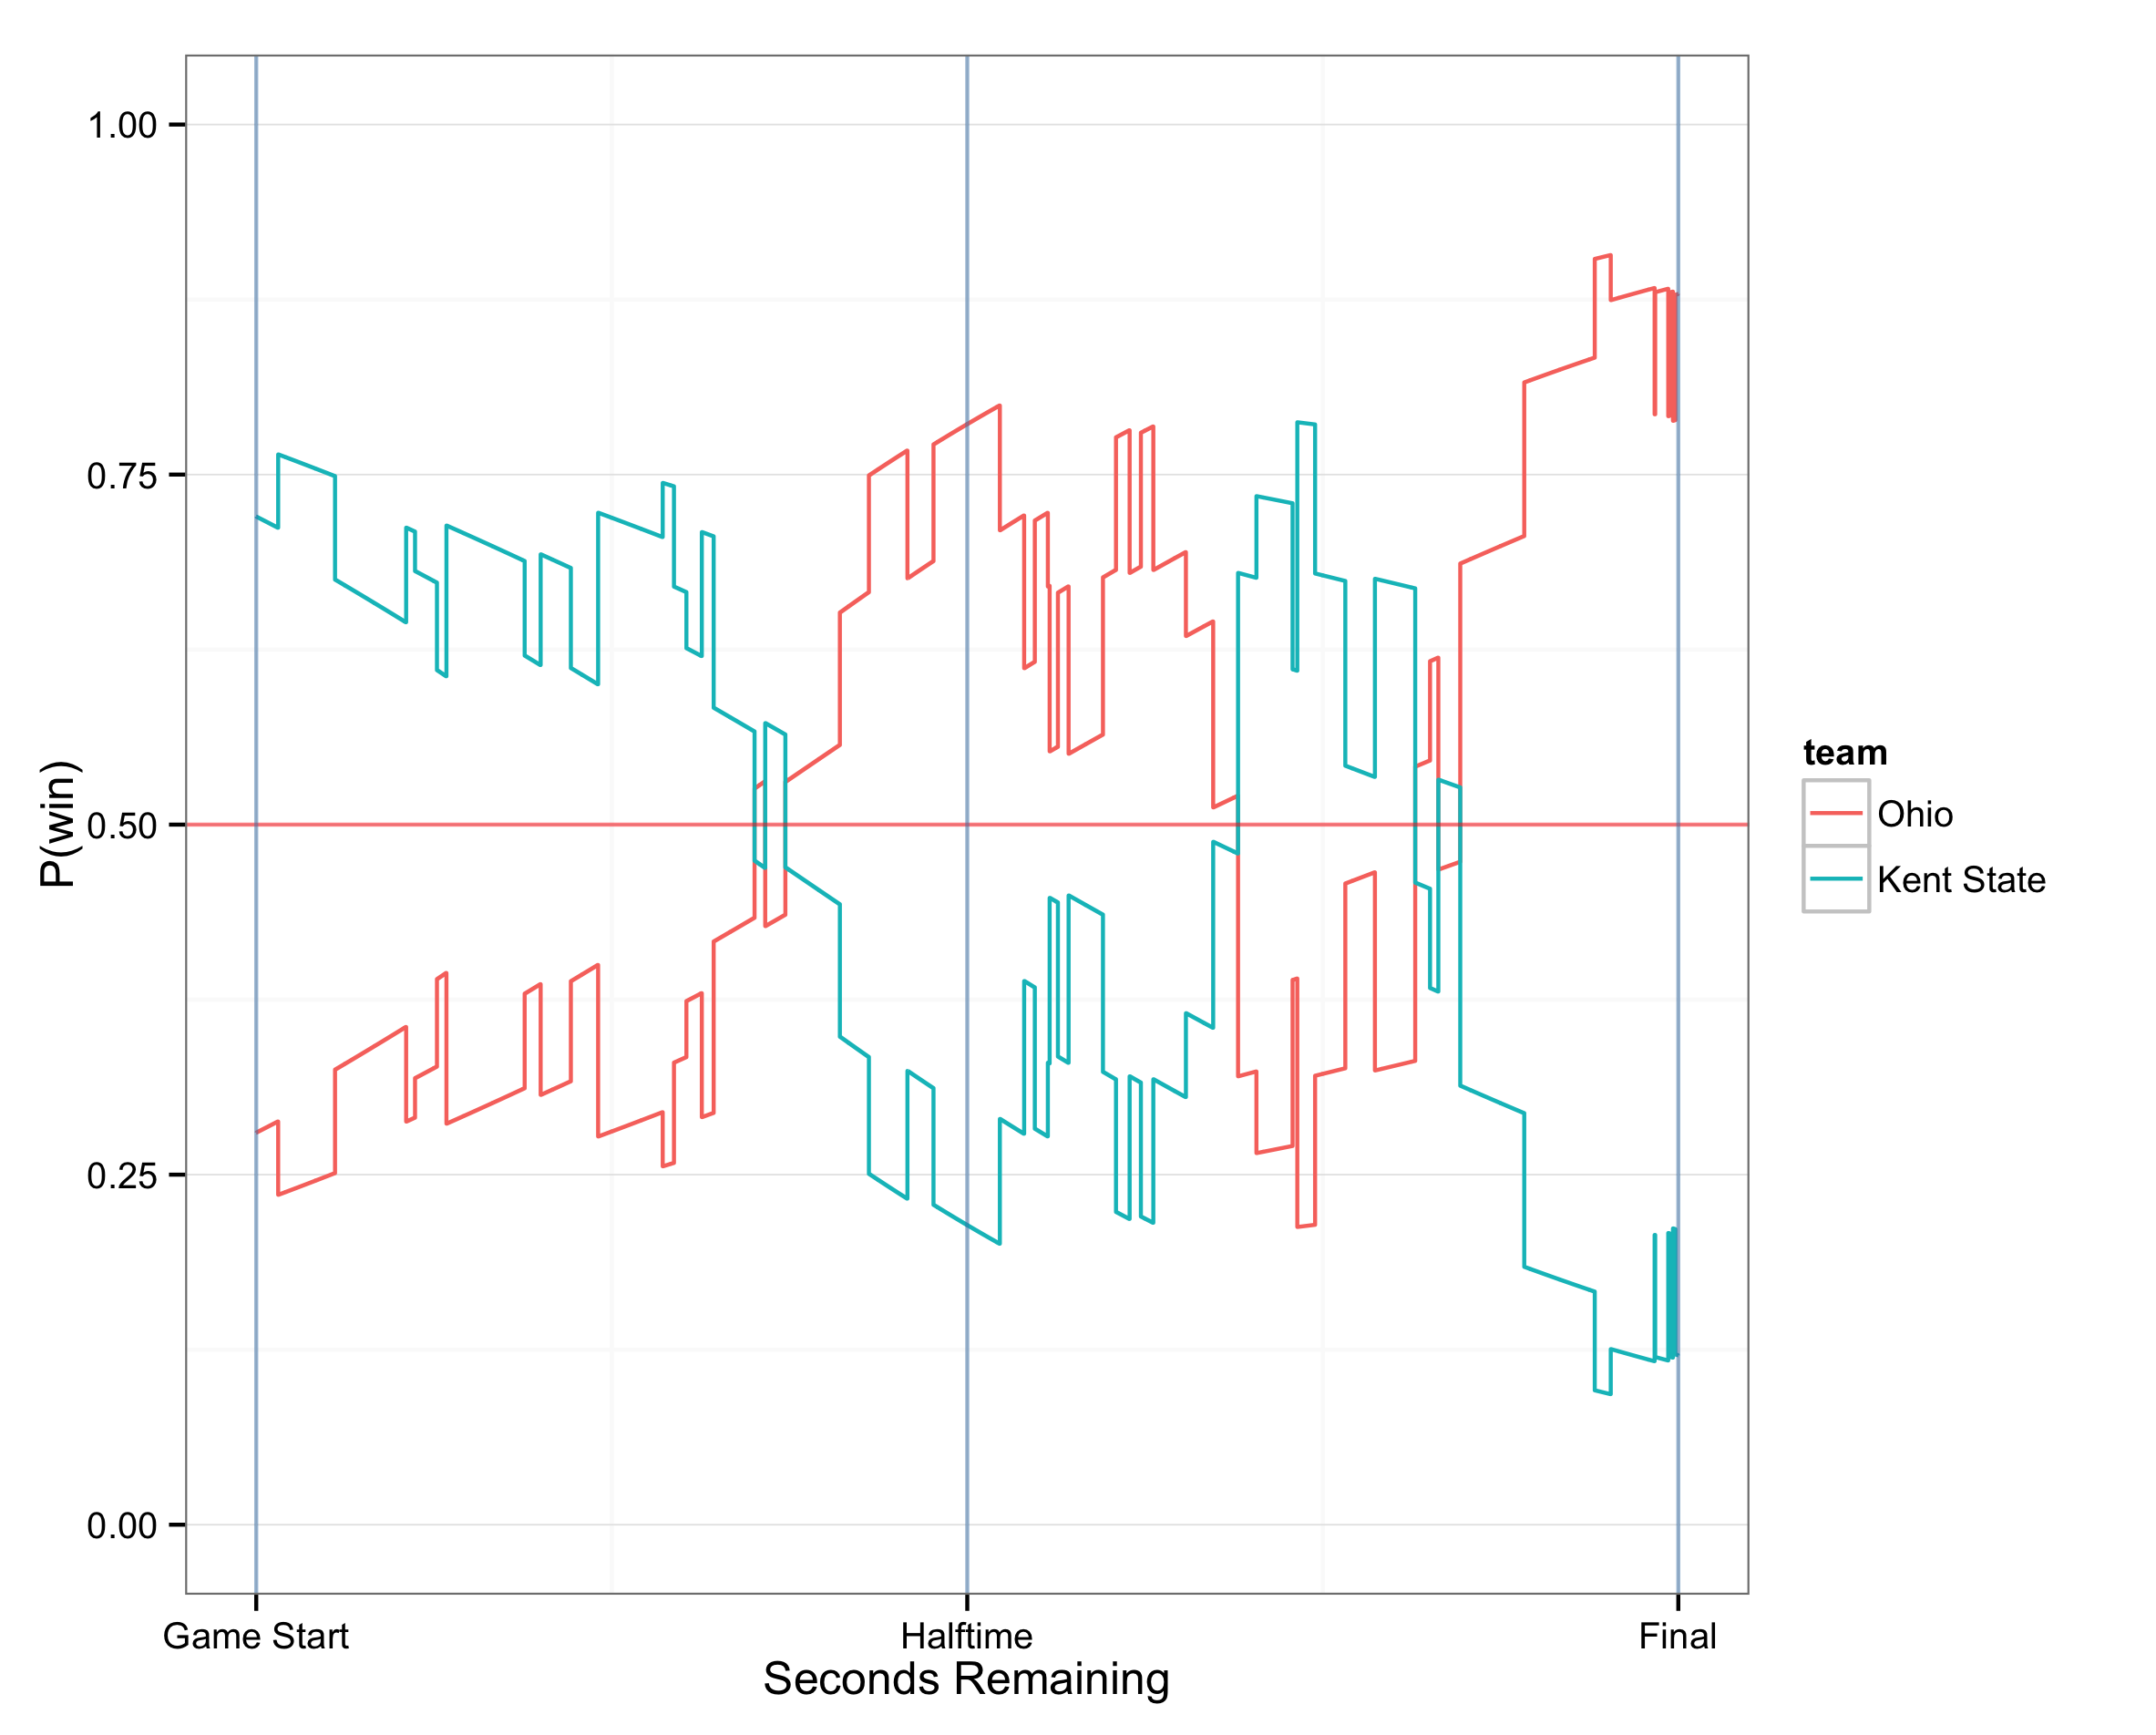 1.00
0.75
0.50
0.25
0.00
P(win)
Game Start
Halftime
Final
Seconds Remaining
team
Ohio
Kent State